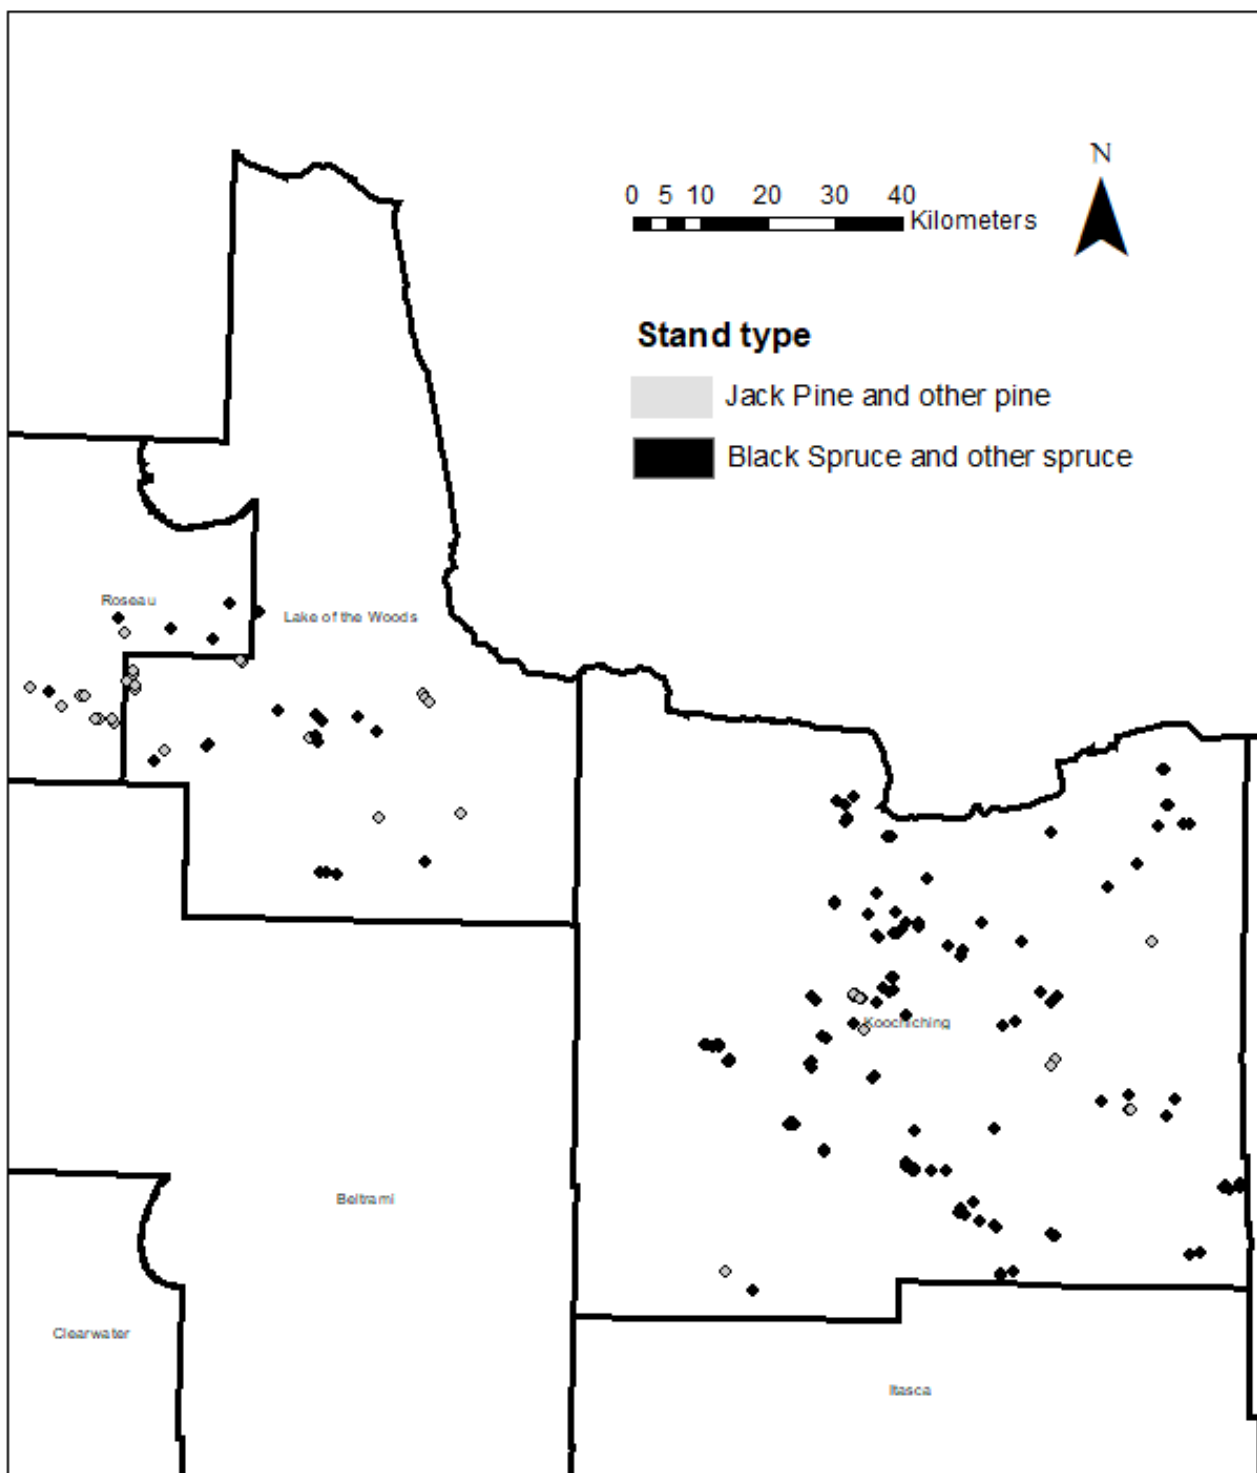 N
0 5 10 20 30 40
Kilometers
Stand type
Jack Pine and other pine
Black Spruce and other spruce
Roseau
Lake of the Woods
Koochiching
Beltrami
Clearwater
Itasca